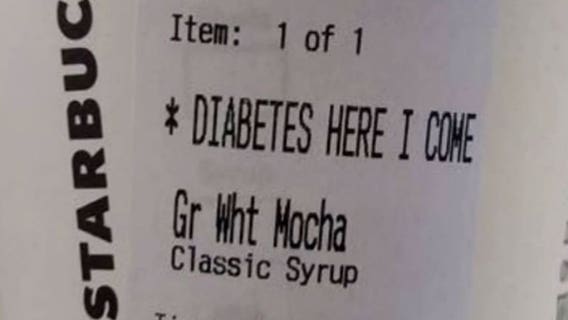 STARBUC
Item: 1 of 1
* DIABETES HERE I COME
Gr Wht Mocha
Classic Syrup